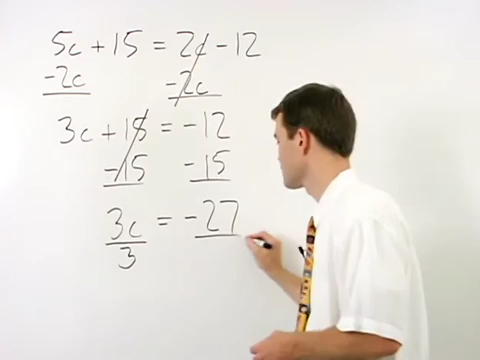 5c + 15 = 2c - 12
-2c -2c
3c + 15 = -12
-15 -15
3c = -27
3